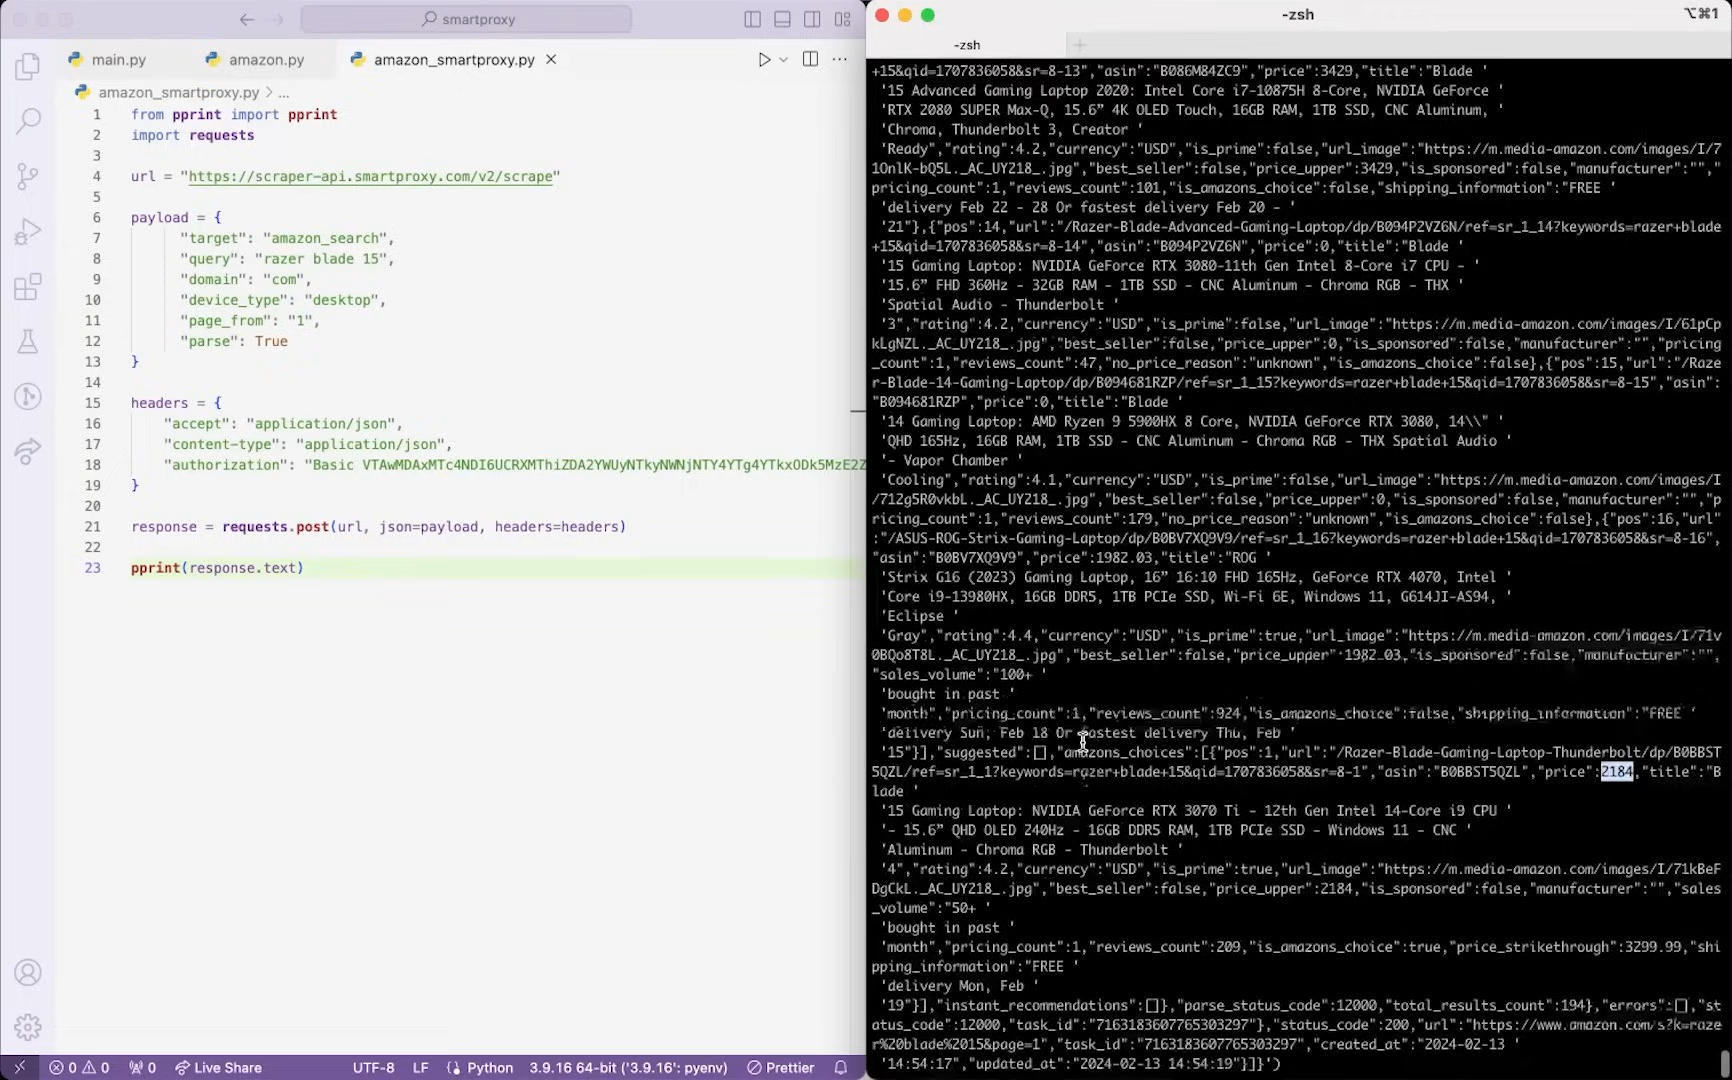 smartproxy
main.py
amazon.py
amazon_smartproxy.py
amazon_smartproxy.py > ...
1 from pprint import pprint
2 import requests
3
4 url = "https://scraper-api.smartproxy.com/v2/scrape"
5
6 payload = {
7 "target": "amazon_search",
8 "query": "razer blade 15",
9 "domain": "com",
10 "device_type": "desktop",
11 "page_from": "1",
12 "parse": True
13 }
14
15 headers = {
16 "accept": "application/json",
17 "content-type": "application/json",
18 "authorization": "Basic
19 }
20
21 response = requests.post(url, json=payload, headers=headers)
22
23 pprint(response.text)
0 0 0 Live Share UTF-8 LF Python 3.9.16 64-bit ('3.9.16': pyenv) Prettier
-zsh
⌥⌘1
-zsh
+15&qid=1707836058&sr=8-13","asin":"B086M84ZC9","price":3429,"title":"Blade '
'15 Advanced Gaming Laptop 2020: Intel Core i7-10875H 8-Core, NVIDIA GeForce '
'RTX 2080 SUPER Max-Q, 15.6” 4K OLED Touch, 16GB RAM, 1TB SSD, CNC Aluminum, '
'Chroma, Thunderbolt 3, Creator '
'Ready","rating":4.2,"currency":"USD","is_prime":false,"url_image":"https://m.media-amazon.com/images/I/7
1OnlK-bQ5L._AC_UY218_.jpg","best_seller":false,"price_upper":3429,"is_sponsored":false,"manufacturer":"","
pricing_count":1,"reviews_count":101,"is_amazons_choice":false,"shipping_information":"FREE '
'delivery Feb 22 - 28 Or fastest delivery Feb 20 - '
'21"},{"pos":14,"url":"/Razer-Blade-Advanced-Gaming-Laptop/dp/B094P2VZ6N/ref=sr_1_14?keywords=razer+blade
+15&qid=1707836058&sr=8-14","asin":"B094P2VZ6N","price":0,"title":"Blade '
'15 Gaming Laptop: NVIDIA GeForce RTX 3080-11th Gen Intel 8-Core i7 CPU - '
'15.6” FHD 360Hz - 32GB RAM - 1TB SSD - CNC Aluminum - Chroma RGB - THX '
'Spatial Audio - Thunderbolt '
'3","rating":4.2,"currency":"USD","is_prime":false,"url_image":"https://m.media-amazon.com/images/I/61pCp
kLgNZL._AC_UY218_.jpg","best_seller":false,"price_upper":0,"is_sponsored":false,"manufacturer":"","pricing
_count":1,"reviews_count":47,"no_price_reason":"unknown","is_amazons_choice":false},{"pos":15,"url":"/Raze
r-Blade-14-Gaming-Laptop/dp/B094681RZP/ref=sr_1_15?keywords=razer+blade+15&qid=1707836058&sr=8-15","asin":
"B094681RZP","price":0,"title":"Blade '
'14 Gaming Laptop: AMD Ryzen 9 5900HX 8 Core, NVIDIA GeForce RTX 3080, 14\\" '
'QHD 165Hz, 16GB RAM, 1TB SSD - CNC Aluminum - Chroma RGB - THX Spatial Audio '
'- Vapor Chamber '
'Cooling","rating":4.1,"currency":"USD","is_prime":false,"url_image":"https://m.media-amazon.com/images/I
/712g5R0vkbL._AC_UY218_.jpg","best_seller":false,"price_upper":0,"is_sponsored":false,"manufacturer":"","p
ricing_count":1,"reviews_count":179,"no_price_reason":"unknown","is_amazons_choice":false},{"pos":16,"url"
:"/ASUS-ROG-Strix-Gaming-Laptop/dp/B0BV7XQ9V9/ref=sr_1_16?keywords=razer+blade+15&qid=1707836058&sr=8-16",
"asin":"B0BV7XQ9V9","price":1982.03,"title":"ROG '
'Strix G16 (2023) Gaming Laptop, 16” 16:10 FHD 165Hz, GeForce RTX 4070, Intel '
'Core i9-13980HX, 16GB DDR5, 1TB PCIe SSD, Wi-Fi 6E, Windows 11, G614JI-AS94, '
'Eclipse '
'Gray","rating":4.4,"currency":"USD","is_prime":true,"url_image":"https://m.media-amazon.com/images/I/71v
0BQo8T8L._AC_UY218_.jpg","best_seller":false,"price_upper":1982.03,"is_sponsored":false,"manufacturer":"",
"sales_volume":"100+ '
'bought in past '
'month","pricing_count":1,"reviews_count":924,"is_amazons_choice":false,"shipping_information":"FREE '
'delivery Sun, Feb 18 Or fastest delivery Thu, Feb '
'15"}],"suggested":[],"amazons_choices":[{"pos":1,"url":"/Razer-Blade-Gaming-Laptop-Thunderbolt/dp/B0BBST
5QZL/ref=sr_1_1?keywords=razer+blade+15&qid=1707836058&sr=8-1","asin":"B0BBST5QZL","price":2184,"title":"B
lade '
'15 Gaming Laptop: NVIDIA GeForce RTX 3070 Ti - 12th Gen Intel 14-Core i9 CPU '
'- 15.6” QHD OLED 240Hz - 16GB DDR5 RAM, 1TB PCIe SSD - Windows 11 - CNC '
'Aluminum - Chroma RGB - Thunderbolt '
'4","rating":4.2,"currency":"USD","is_prime":true,"url_image":"https://m.media-amazon.com/images/I/71kBeF
DgCkL._AC_UY218_.jpg","best_seller":false,"price_upper":2184,"is_sponsored":false,"manufacturer":"","sales
_volume":"50+ '
'bought in past '
'month","pricing_count":1,"reviews_count":209,"is_amazons_choice":true,"price_strikethrough":3299.99,"shi
pping_information":"FREE '
'delivery Mon, Feb '
'19"}],"instant_recommendations":[]},"parse_status_code":12000,"total_results_count":194},"errors":[],"st
atus_code":12000,"task_id":"7163183607765303297"},"status_code":200,"url":"https://www.amazon.com/s?k=raze
r%20blade%2015&page=1","task_id":"7163183607765303297","created_at":"2024-02-13 '
'14:54:17","updated_at":"2024-02-13 14:54:19"}]}')